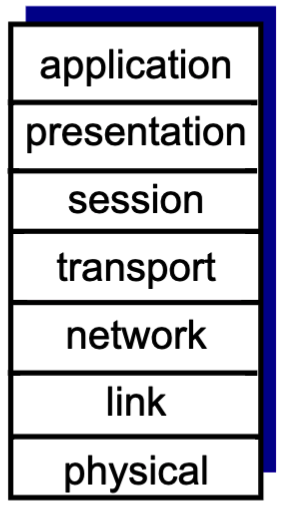 application
presentation
session
transport
network
link
physical